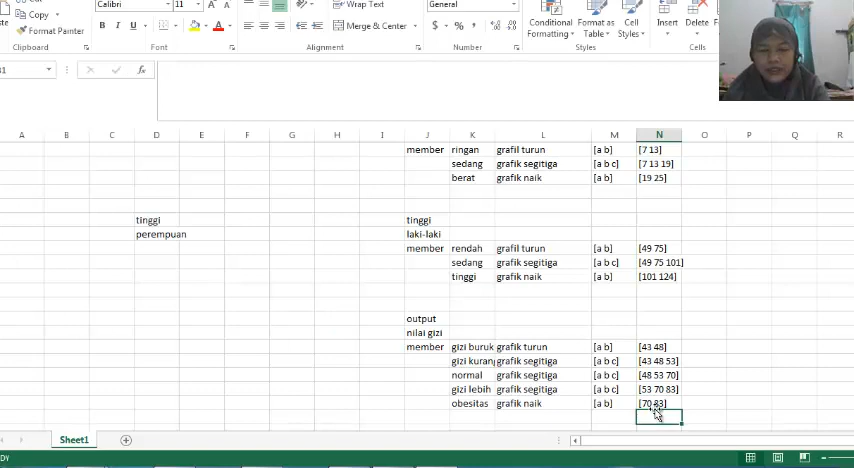 Cut
Copy
Format Painter
Clipboard
Calibri
11
B I U
Font
Wrap Text
Merge & Center
Alignment
General
$ % ,
Number
Conditional Formatting
Format as Table
Cell Styles
Styles
Insert
Delete
Cells
fx
A B C D E F G H I J K L M N O P Q R
member ringan grafil turun [a b] [7 13]
sedang grafik segitiga [a b c] [7 13 19]
berat grafik naik [a b] [19 25]
tinggi tinggi
perempuan laki-laki
member rendah grafil turun [a b] [49 75]
sedang grafik segitiga [a b c] [49 75 101]
tinggi grafik naik [a b] [101 124]
output
nilai gizi
member gizi buruk grafik turun [a b] [43 48]
gizi kurang grafik segitiga [a b c] [43 48 53]
normal grafik segitiga [a b c] [48 53 70]
gizi lebih grafik segitiga [a b c] [53 70 83]
obesitas grafik naik [a b] [70 83]
Sheet1